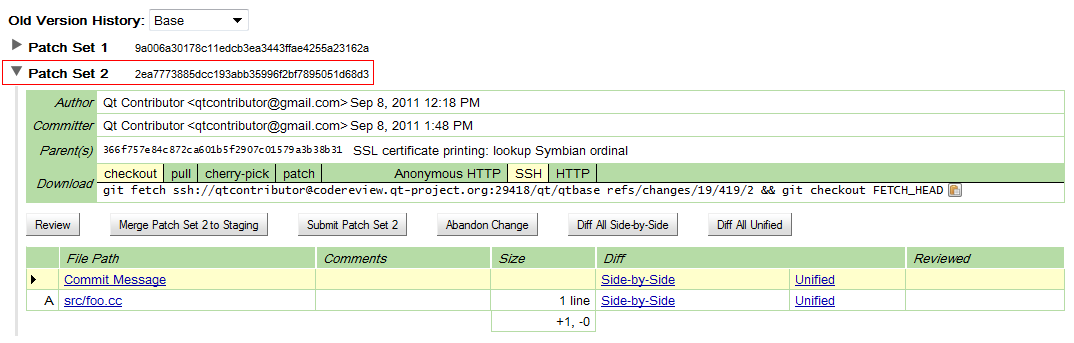 Old Version History: Base
Patch Set 1 9a006a30178c11edcb3ea3443ffae4255a23162a
Patch Set 2 2ea7773885dcc193abb35996f2bf7895051d68d3
Author Qt Contributor <qtcontributor@gmail.com> Sep 8, 2011 12:18 PM
Committer Qt Contributor <qtcontributor@gmail.com> Sep 8, 2011 1:48 PM
Parent(s) 366f757e84c872ca601b5f2907c01579a3b38b31 SSL certificate printing: lookup Symbian ordinal
Download checkout pull cherry-pick patch Anonymous HTTP SSH HTTP
git fetch ssh://qtcontributor@codereview.qt-project.org:29418/qt/qtbase refs/changes/19/419/2 && git checkout FETCH_HEAD
Review Merge Patch Set 2 to Staging Submit Patch Set 2 Abandon Change Diff All Side-by-Side Diff All Unified
File Path Comments Size Diff Reviewed
Commit Message Side-by-Side Unified
A src/foo.cc 1 line Side-by-Side Unified
+1, -0